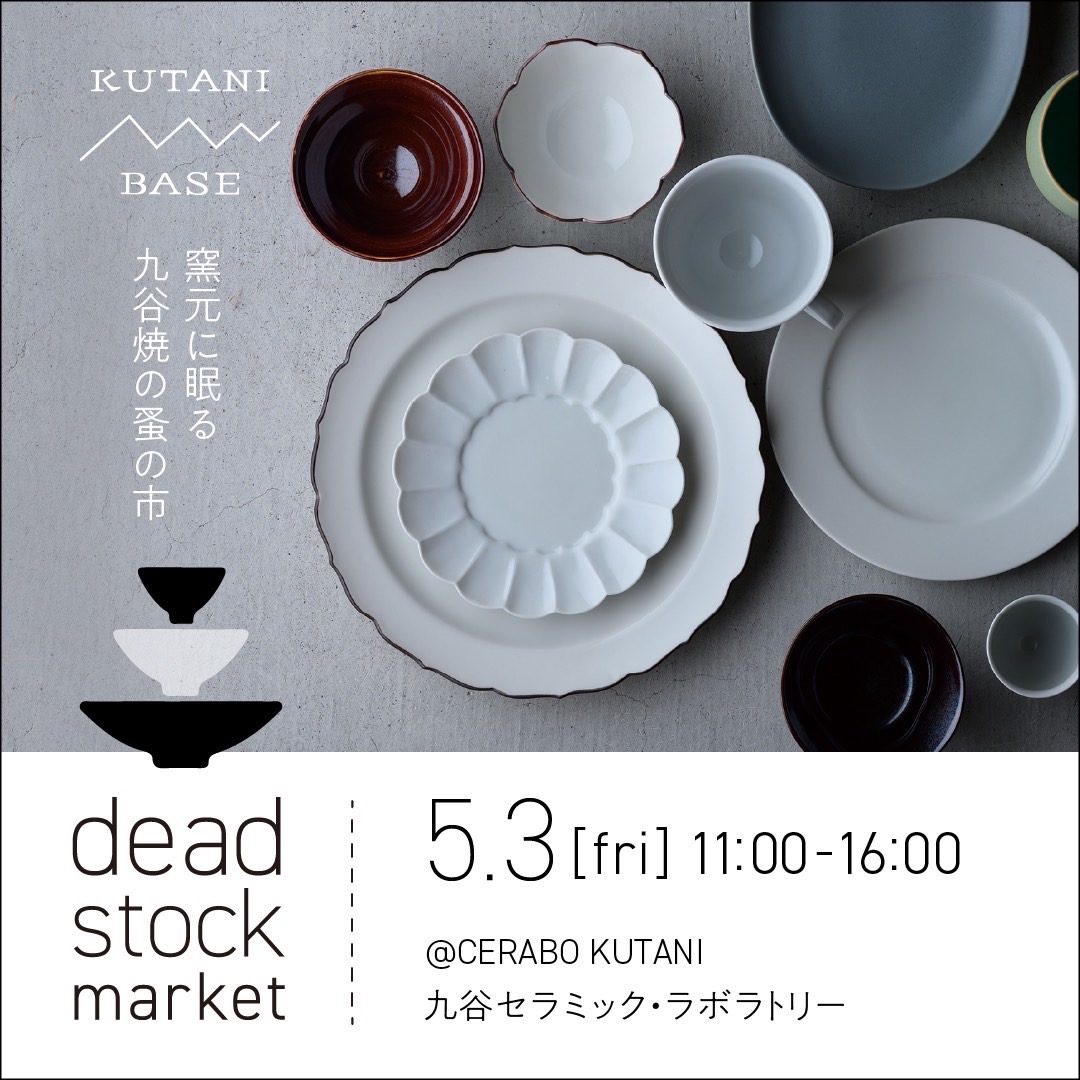 KUTANI
BASE
窯元に眠る
九谷焼の蚤の市
dead
stock
market
5.3 [fri] 11:00-16:00
@CERABO KUTANI
九谷セラミック・ラボラトリー